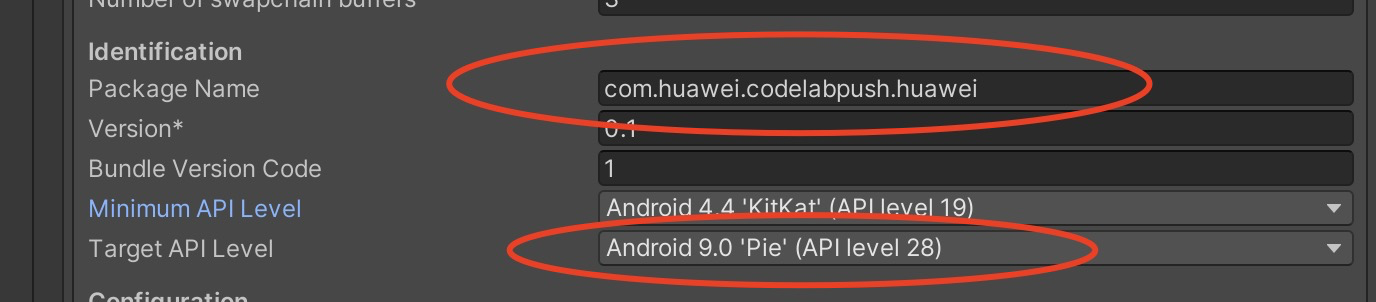 Number of swapchain buffers 3
Identification
Package Name com.huawei.codelabpush.huawei
Version* 0.1
Bundle Version Code 1
Minimum API Level Android 4.4 'KitKat' (API level 19)
Target API Level Android 9.0 'Pie' (API level 28)
Configuration